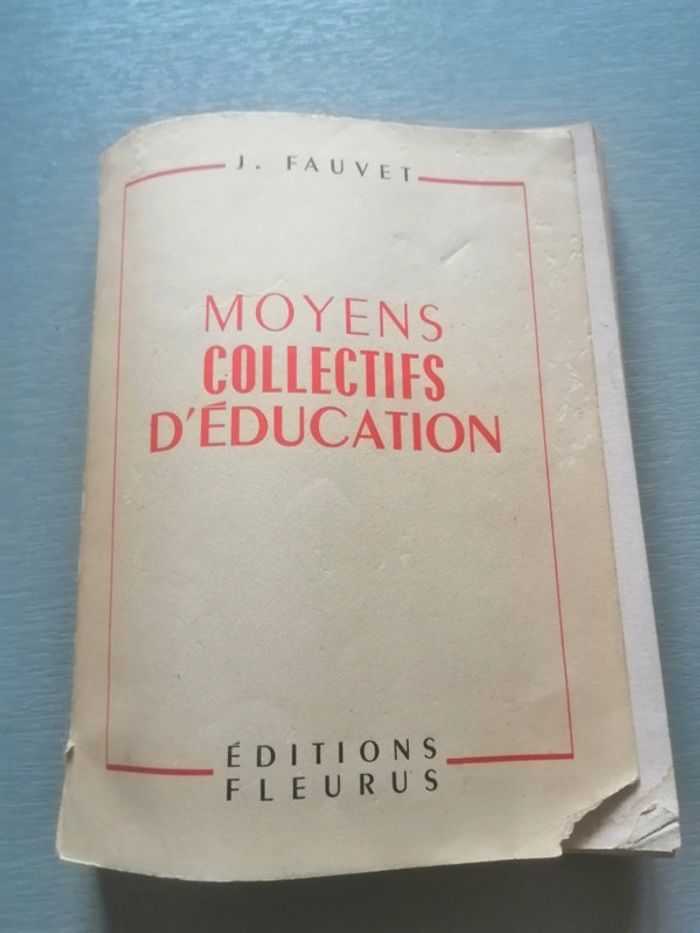 J. FAUVET
MOYENS
COLLECTIFS
D'ÉDUCATION
ÉDITIONS
FLEURUS